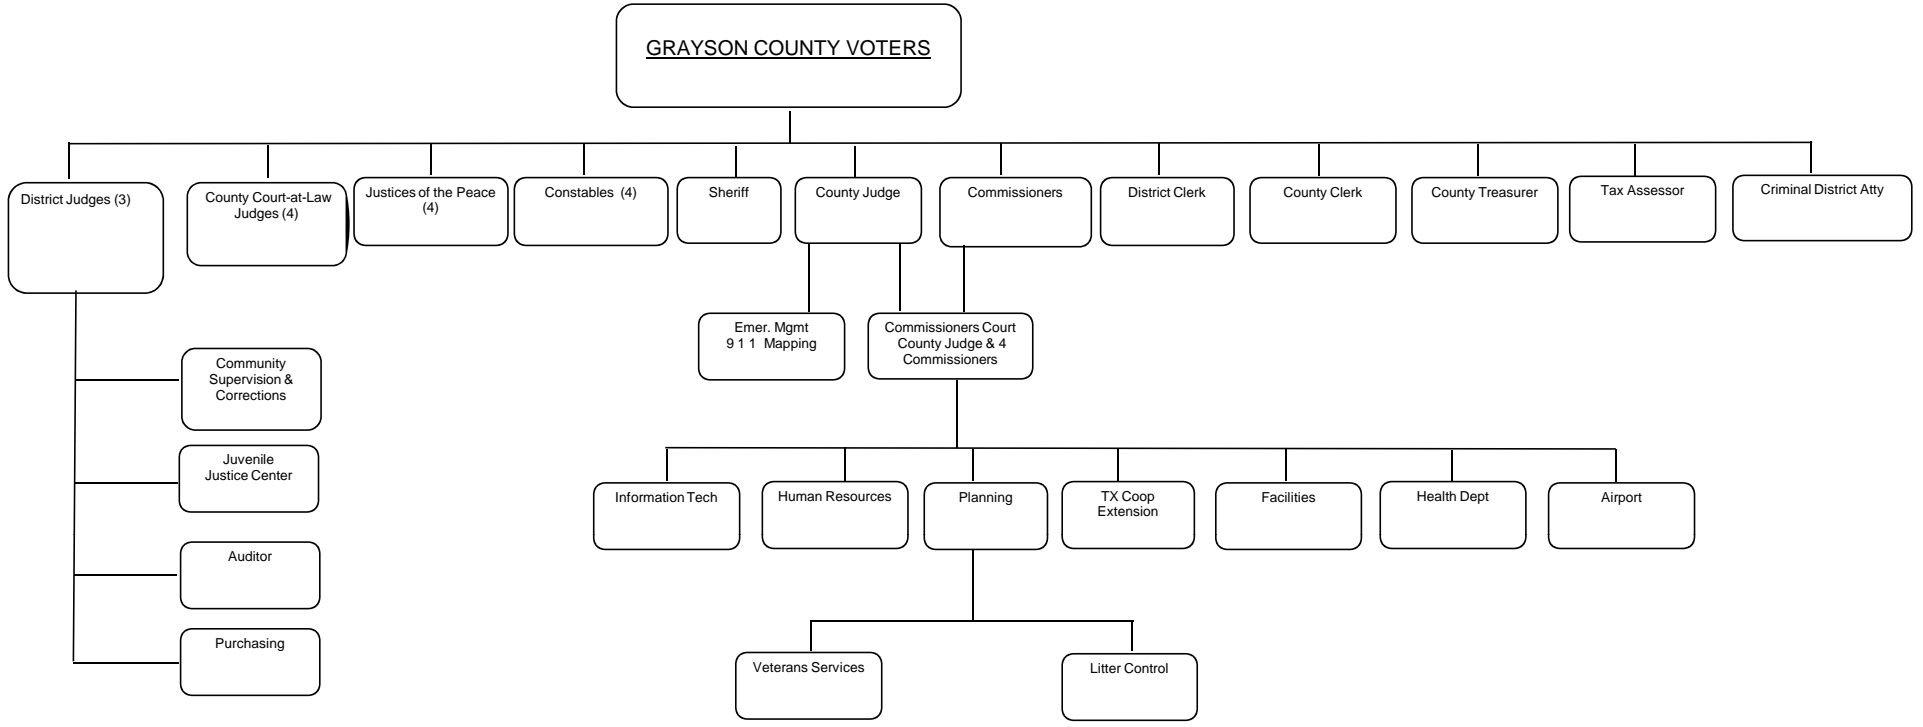 GRAYSON COUNTY VOTERS
District Judges (3)
County Court-at-Law
Judges (4)
Justices of the Peace
(4)
Constables (4)
Sheriff
County Judge
Commissioners
District Clerk
County Clerk
County Treasurer
Tax Assessor
Criminal District Atty
Emer. Mgmt
9 1 1 Mapping
Commissioners Court
County Judge & 4
Commissioners
Community
Supervision &
Corrections
Juvenile
Justice Center
Auditor
Purchasing
Information Tech
Human Resources
Planning
TX Coop
Extension
Facilities
Health Dept
Airport
Veterans Services
Litter Control